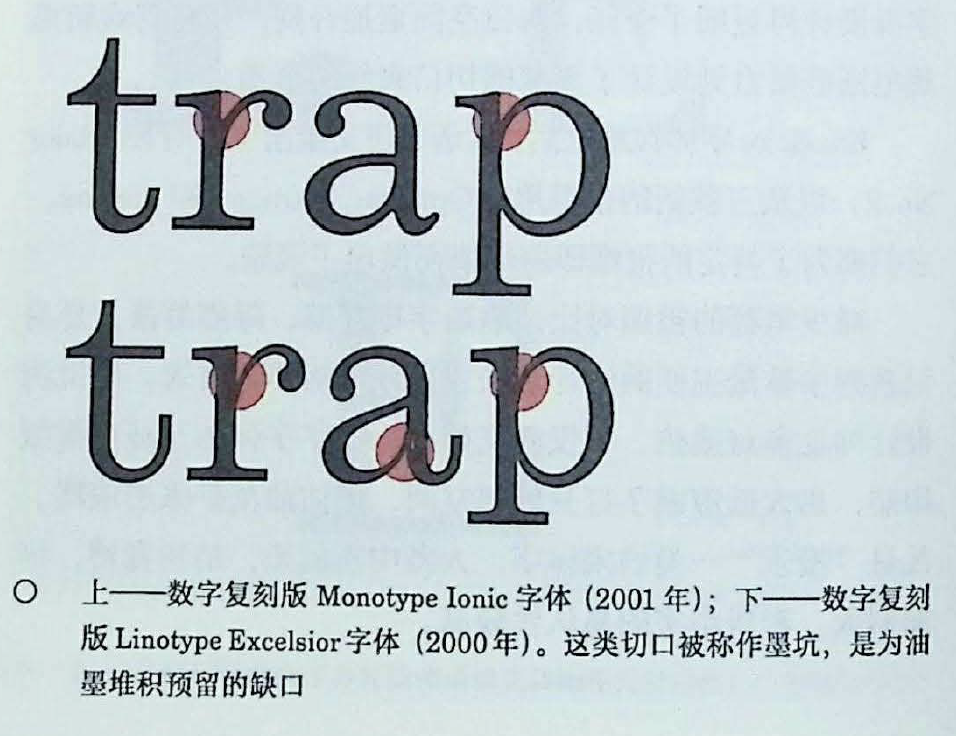 trap
trap
○ 上——数字复刻版 Monotype Ionic 字体（2001 年）；下——数字复刻
版 Linotype Excelsior 字体（2000 年）。这类切口被称作墨坑，是为油
墨堆积预留的缺口